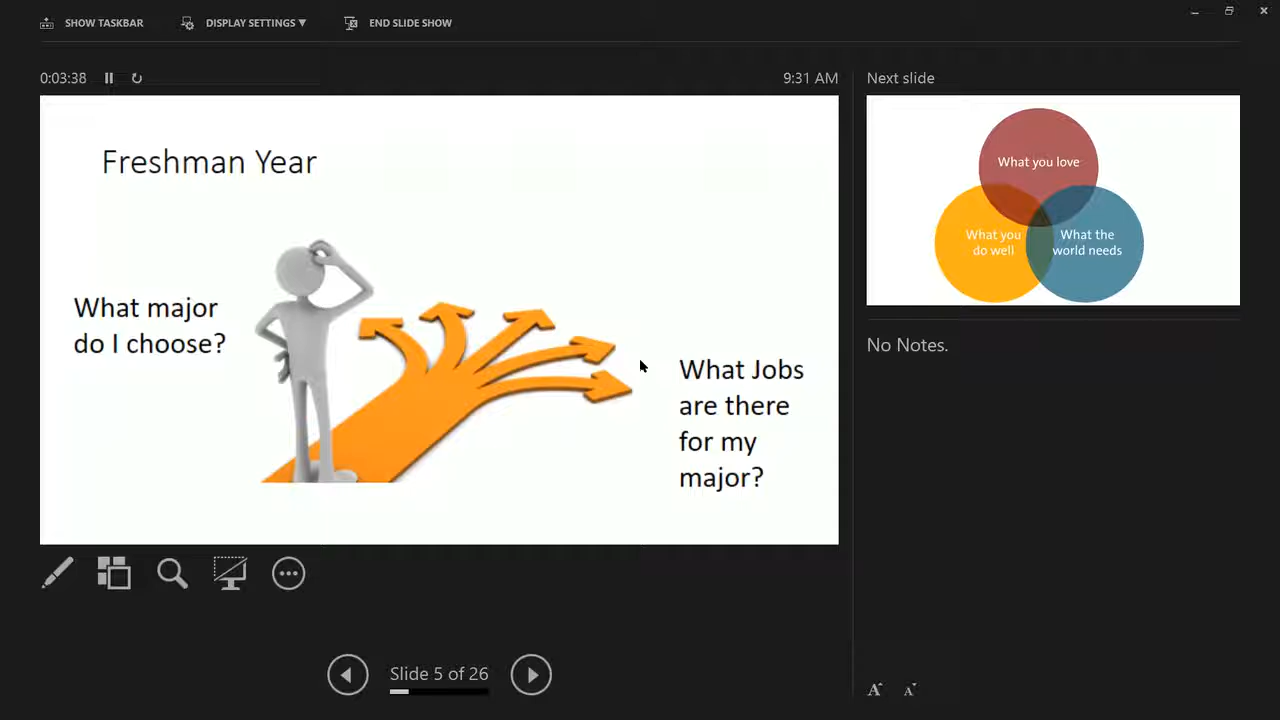 SHOW TASKBAR
DISPLAY SETTINGS ▼
END SLIDE SHOW
0:03:38
9:31 AM
Next slide
Freshman Year
What major
do I choose?
What Jobs
are there
for my
major?
What you love
What you
do well
What the
world needs
No Notes.
Slide 5 of 26
A A